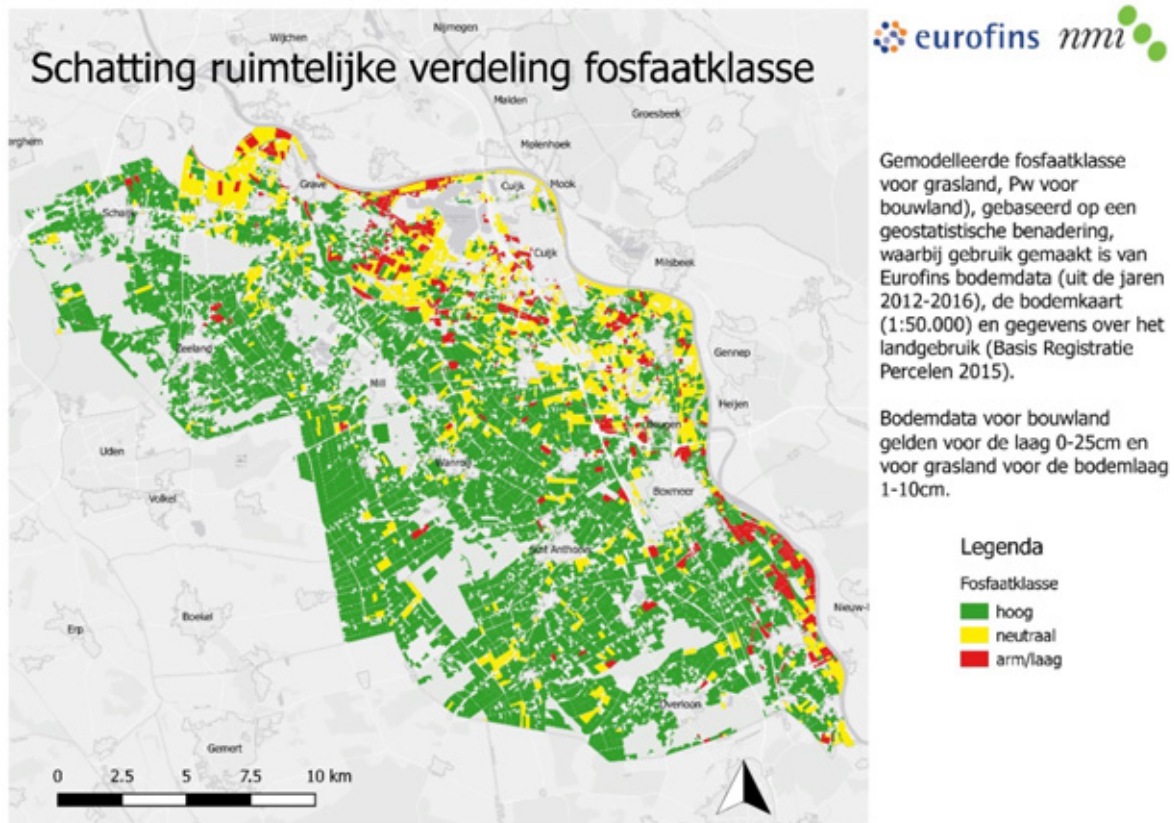 eurofins nmi
Schatting ruimtelijke verdeling fosfaatklasse
Gemodelleerde fosfaatklasse
voor grasland, Pw voor
bouwland), gebaseerd op een
geostatistische benadering,
waarbij gebruik gemaakt is van
Eurofins bodemdata (uit de jaren
2012-2016), de bodemkaart
(1:50.000) en gegevens over het
landgebruik (Basis Registratie
Percelen 2015).
Bodemdata voor bouwland
gelden voor de laag 0-25cm en
voor grasland voor de bodemlaag
1-10cm.
Legenda
Fosfaatklasse
hoog
neutraal
arm/laag
Nijmegen
Wijchen
Malden
Groesbeek
Molenhoek
erghem
Grave
Cuijk
Mook
Cuijk
Milsbeek
Zeeland
Gennep
Mill
Heijen
Uden
Wanroij
Volkel
Boxmeer
Sint Anthonis
Nieuw-
Boekel
Erp
Overloon
Gemert
0 2.5 5 7.5 10 km